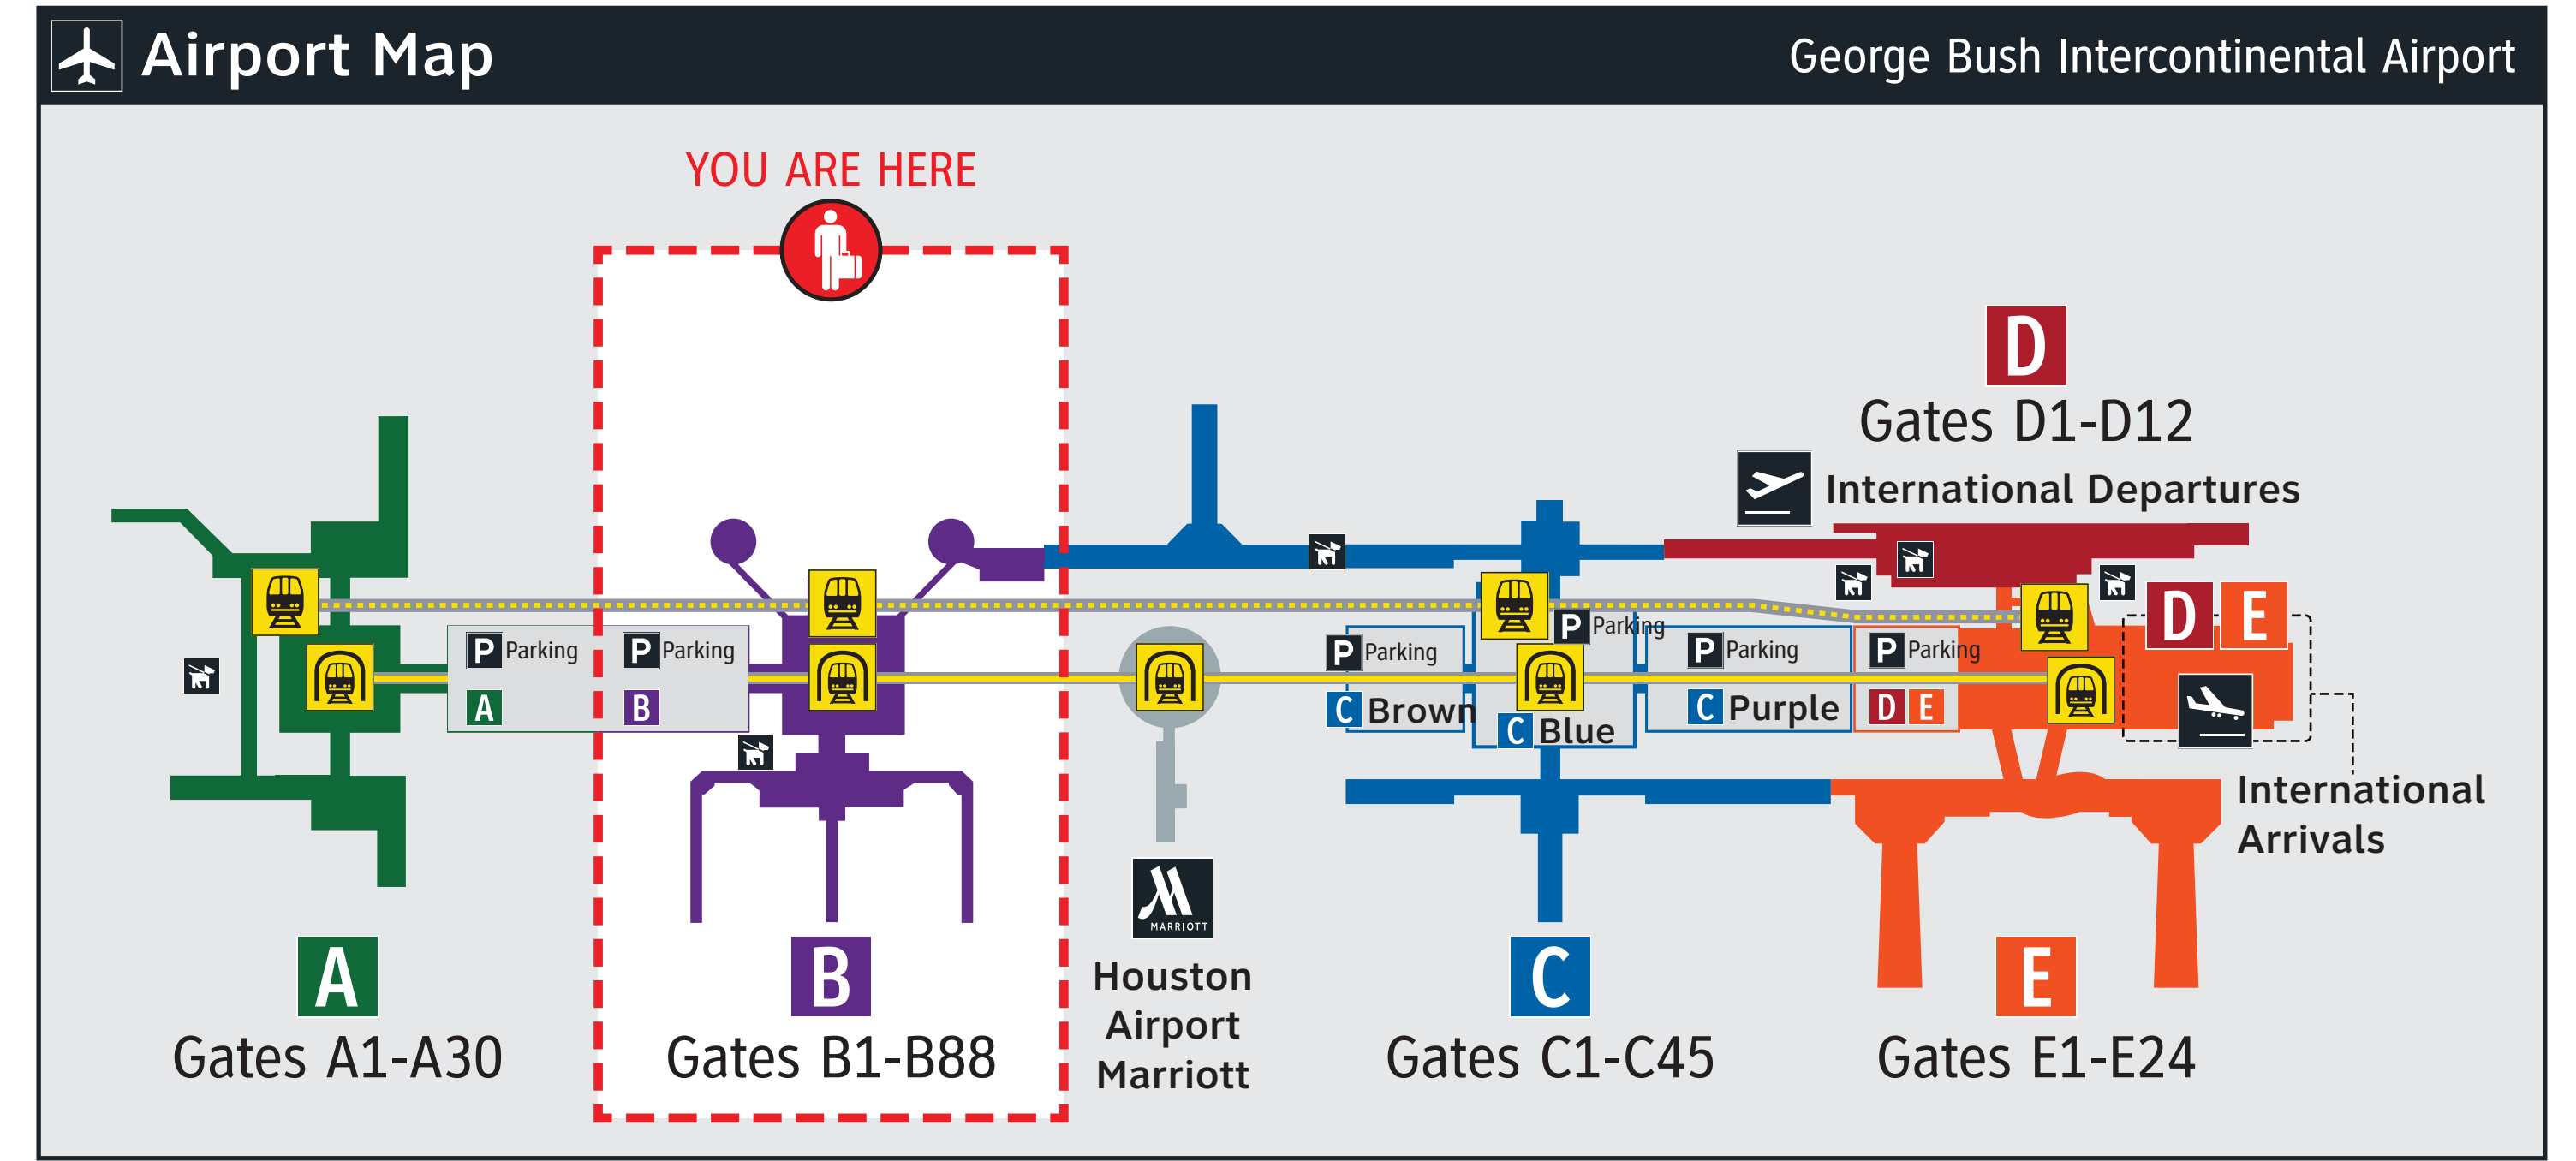 Airport Map
George Bush Intercontinental Airport
YOU ARE HERE
D
Gates D1-D12
International Departures
D E
P Parking
A
P Parking
B
P Parking
C Brown
P Parking
C Blue
P Parking
C Purple
P Parking
D E
International
Arrivals
MARRIOTT
Houston
Airport
Marriott
A
Gates A1-A30
B
Gates B1-B88
C
Gates C1-C45
E
Gates E1-E24